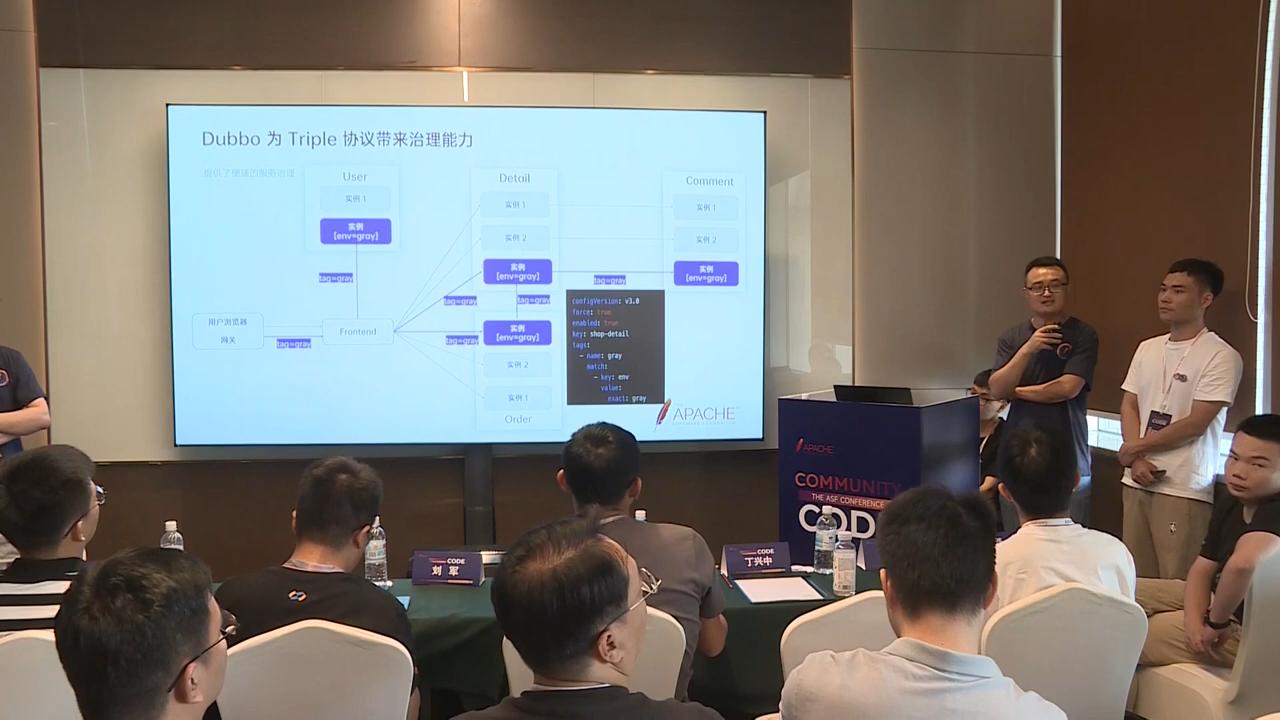 Dubbo 为 Triple 协议带来治理能力
提供了便捷的服务治理
User
实例 1
实例
[env=gray]
tag=gray
Detail
实例 1
实例 2
实例
[env=gray]
tag=gray
tag=gray
Comment
实例 1
实例 2
实例
[env=gray]
tag=gray
用户浏览器
网关
tag=gray
Frontend
tag=gray
实例
[env=gray]
实例 2
实例 1
Order
configVersion: v3.0
force: true
enabled: true
key: shop-detail
tags:
- name: gray
match:
- key: env
value:
exact: gray
APACHE
SOFTWARE FOUNDATION
APACHE
COMMUNITY
THE ASF CONFERENCE
COD
CODE
刘 军
CODE
丁兴中